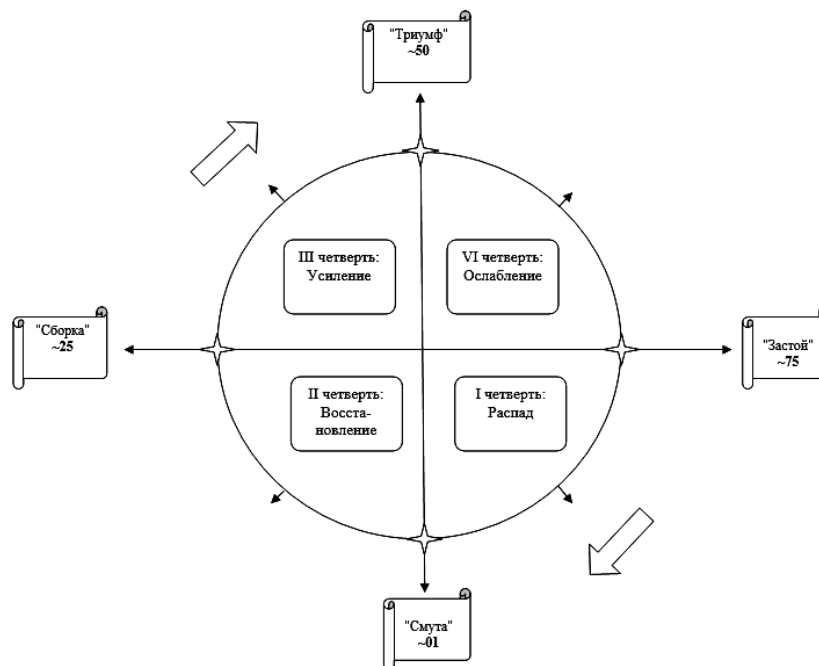 "Триумф"
~50
III четверть:
Усиление
VI четверть:
Ослабление
"Сборка"
~25
"Застой"
~75
II четверть:
Восста-
новление
I четверть:
Распад
"Смута"
~01